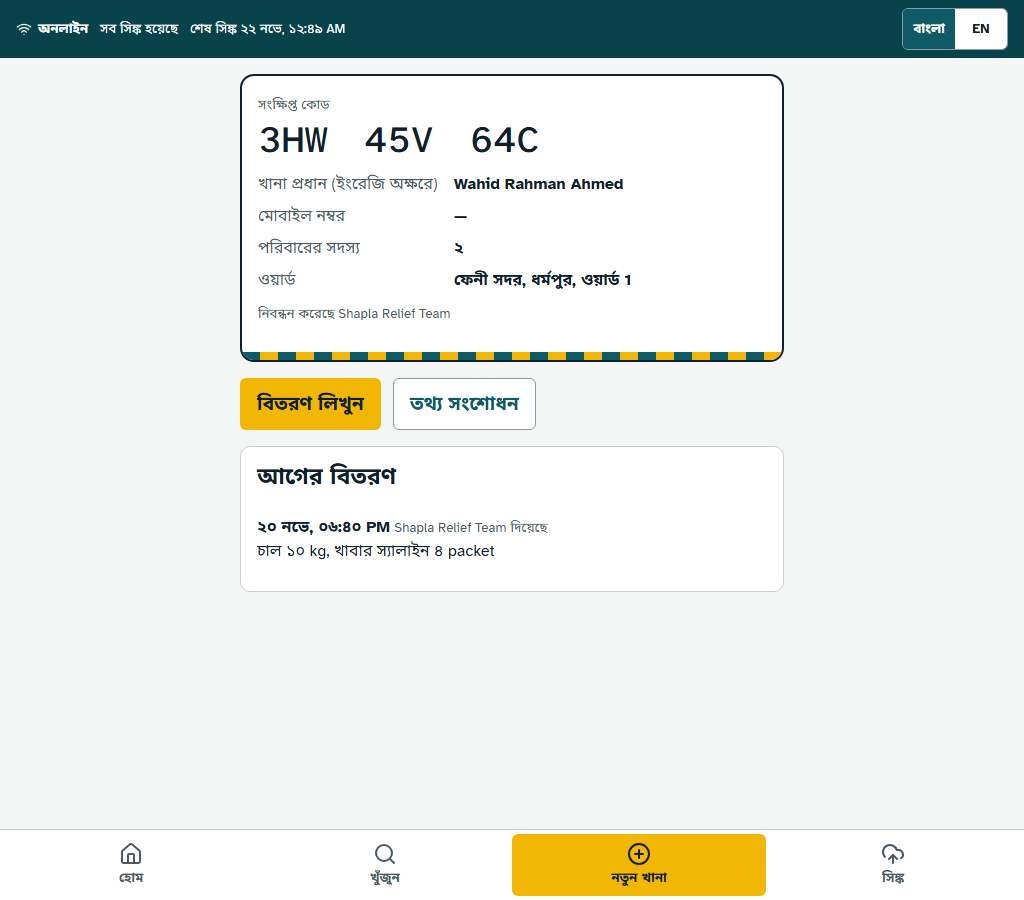 অনলাইন সব সিঙ্ক হয়েছে শেষ সিঙ্ক ২২ নভে, ১২:৪৯ AM
বাংলা EN
সংক্ষিপ্ত কোড
3HW 45V 64C
খানা প্রধান (ইংরেজি অক্ষরে) Wahid Rahman Ahmed
মোবাইল নম্বর —
পরিবারের সদস্য ২
ওয়ার্ড ফেনী সদর, ধর্মপুর, ওয়ার্ড 1
নিবন্ধন করেছে Shapla Relief Team
বিতরণ লিখুন তথ্য সংশোধন
আগের বিতরণ
২০ নভে, ০৬:৪০ PM Shapla Relief Team দিয়েছে
চাল ১০ kg, খাবার স্যালাইন 8 packet
হোম খুঁজুন নতুন খানা সিঙ্ক